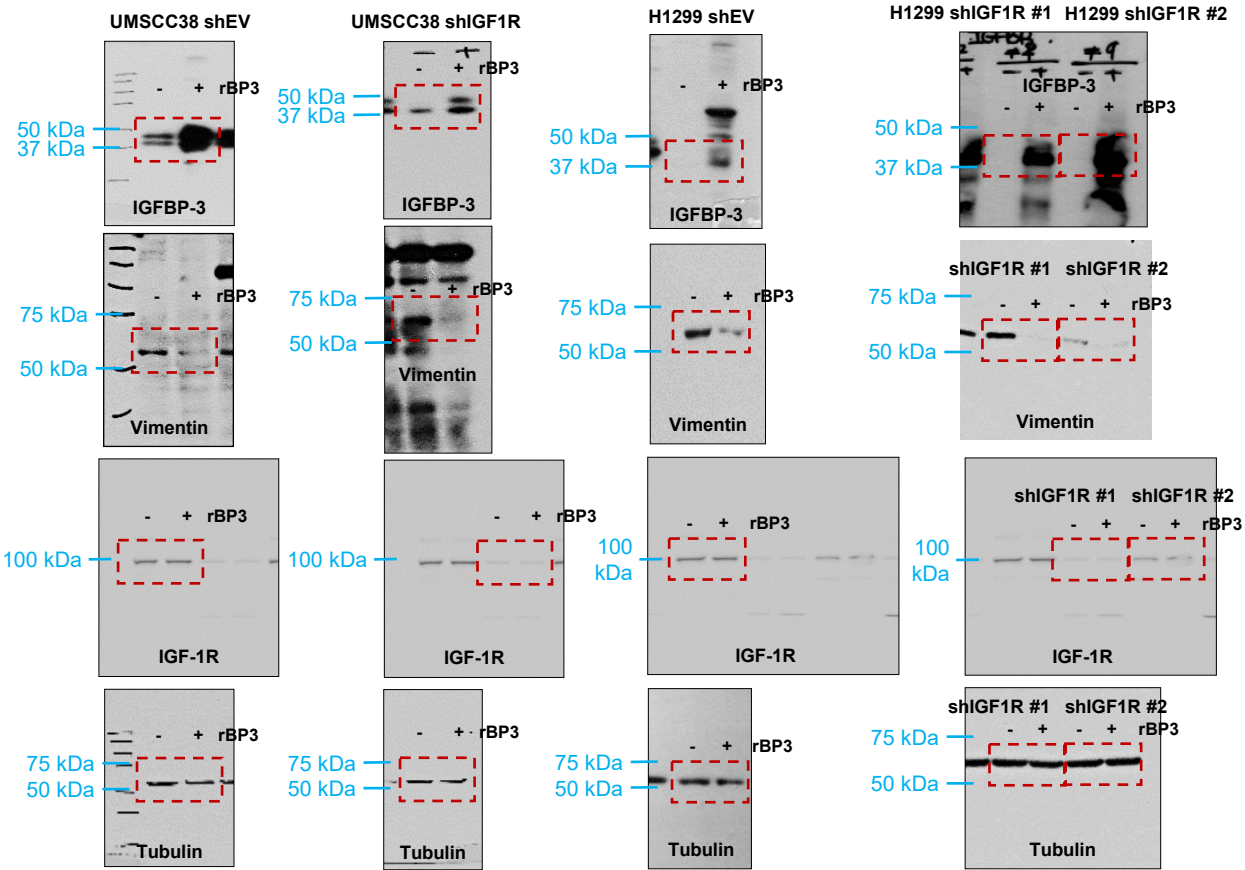 UMSCC38 shEV
- + rBP3
50 kDa
37 kDa
IGFBP-3
UMSCC38 shIGF1R
- +
- + rBP3
50 kDa
37 kDa
IGFBP-3
H1299 shEV
- + rBP3
50 kDa
37 kDa
IGFBP-3
H1299 shIGF1R #1 H1299 shIGF1R #2
- +
IGFBP-3
- + - + rBP3
50 kDa
37 kDa
- + rBP3
75 kDa
50 kDa
Vimentin
- + rBP3
75 kDa
50 kDa
Vimentin
- + rBP3
75 kDa
50 kDa
Vimentin
shIGF1R #1 shIGF1R #2
75 kDa
- + - + rBP3
50 kDa
Vimentin
- + rBP3
100 kDa
IGF-1R
- + rBP3
100 kDa
IGF-1R
- + rBP3
100
kDa
IGF-1R
shIGF1R #1 shIGF1R #2
- + - + rBP3
100
kDa
IGF-1R
- + rBP3
75 kDa
50 kDa
Tubulin
- + rBP3
75 kDa
50 kDa
Tubulin
- + rBP3
75 kDa
50 kDa
Tubulin
shIGF1R #1 shIGF1R #2
- + - + rBP3
75 kDa
50 kDa
Tubulin